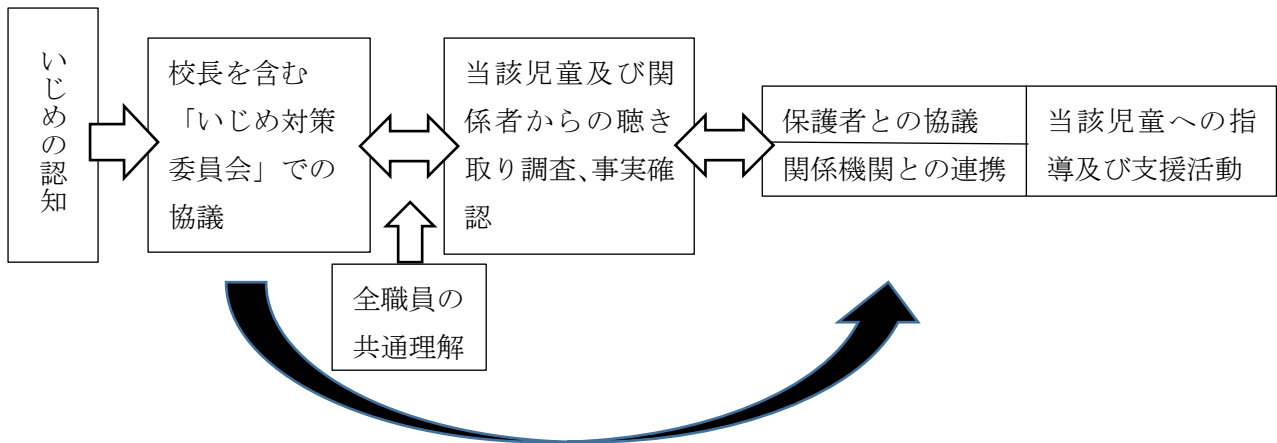 いじめの認知
校長を含む
「いじめ対策
委員会」での
協議
当該児童及び関
係者からの聴き
取り調査、事実確
認
保護者との協議
関係機関との連携
当該児童への指
導及び支援活動
全職員の
共通理解